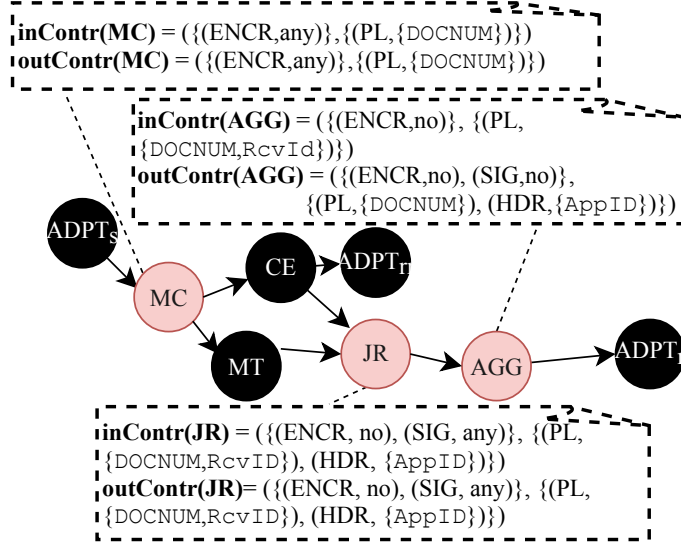 inContr(MC) = ({(ENCR,any)},{(PL,{DOCNUM})})
outContr(MC) = ({(ENCR,any)},{(PL,{DOCNUM})})
inContr(AGG) = ({(ENCR,no)}, {(PL,
{DOCNUM,RcvId})})
outContr(AGG) = ({(ENCR,no), (SIG,no)},
{(PL,{DOCNUM}), (HDR,{AppID})})
ADPTs
CE
ADPTrr
MC
MT
JR
AGG
ADPTr
inContr(JR) = ({(ENCR, no), (SIG, any)}, {(PL,
{DOCNUM,RcvID}), (HDR, {AppID})})
outContr(JR)= ({(ENCR, no), (SIG, any)}, {(PL,
{DOCNUM,RcvID}), (HDR, {AppID})})